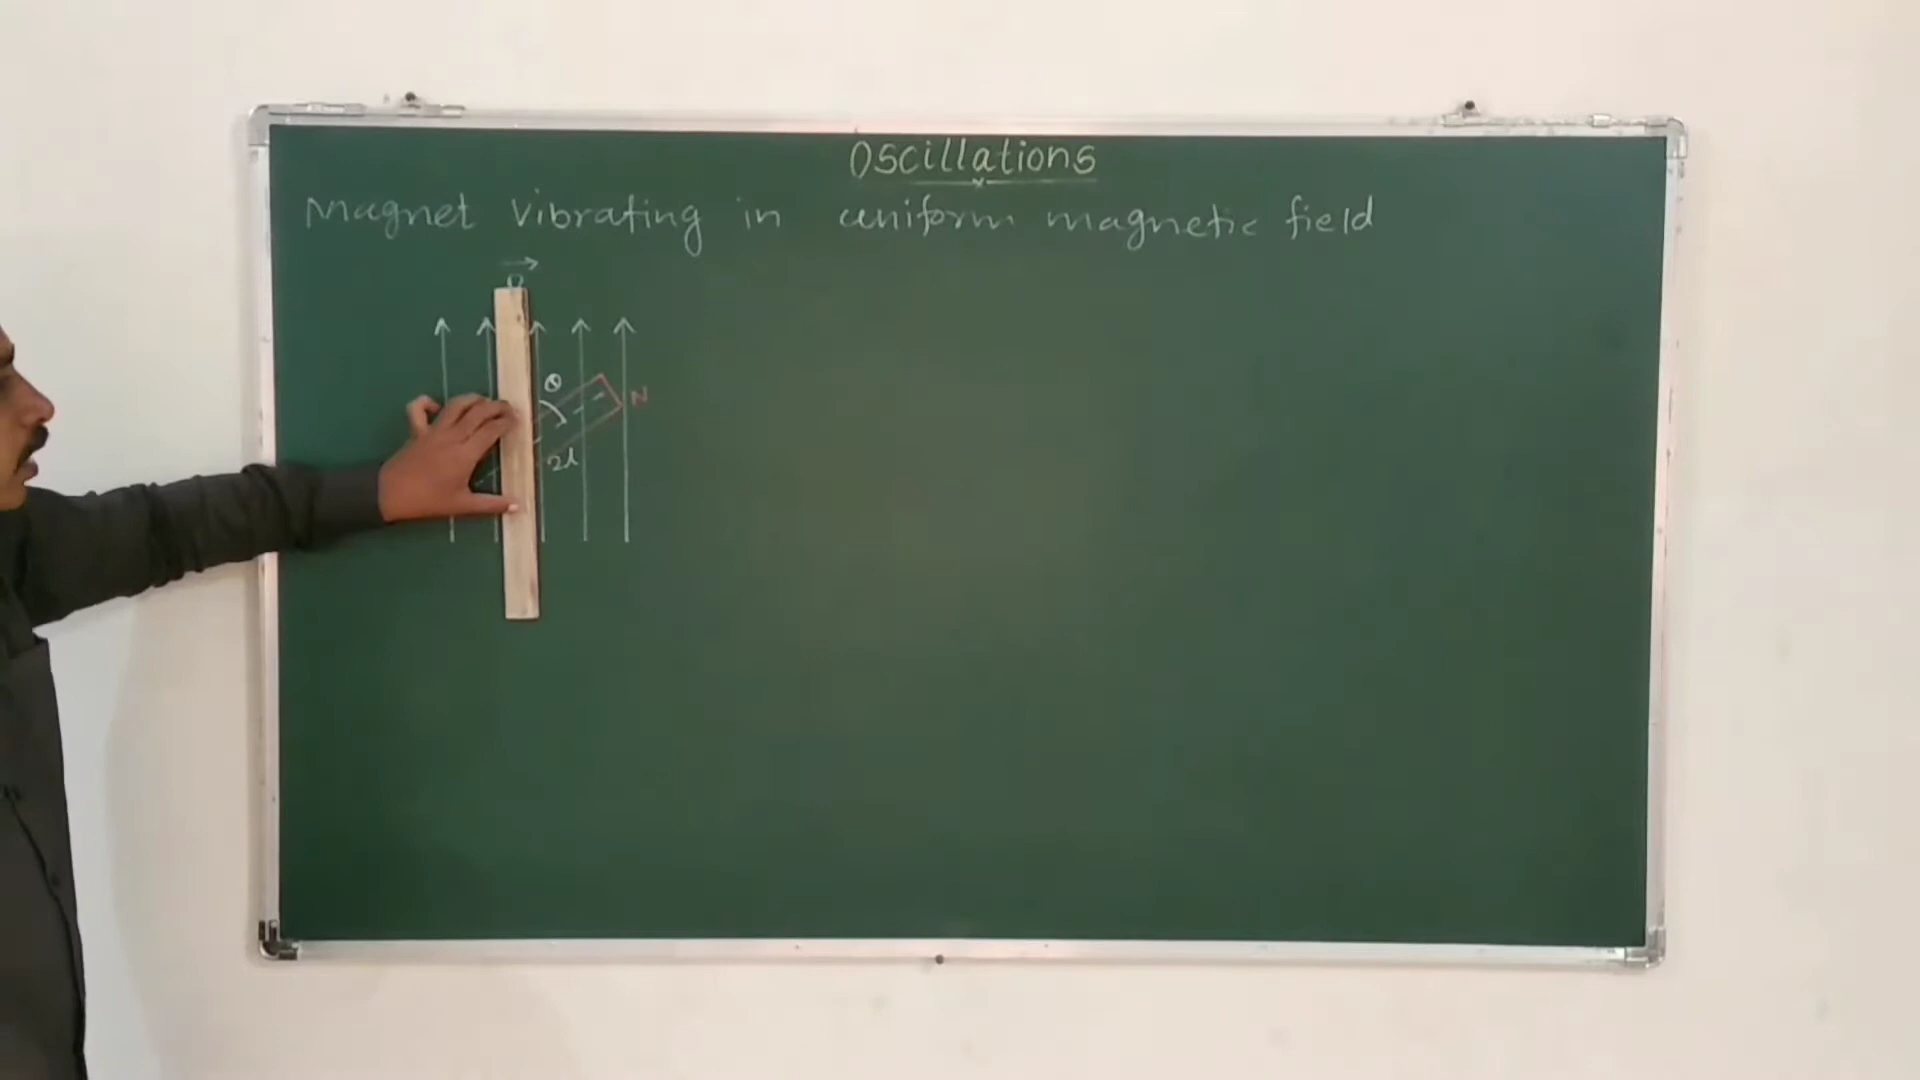 Oscillations
Magnet vibrating in uniform magnetic field
θ
N
2l